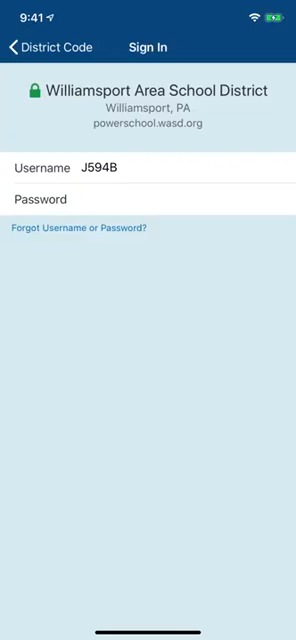 9:41
District Code Sign In
Williamsport Area School District
Williamsport, PA
powerschool.wasd.org
Username J594B
Password
Forgot Username or Password?